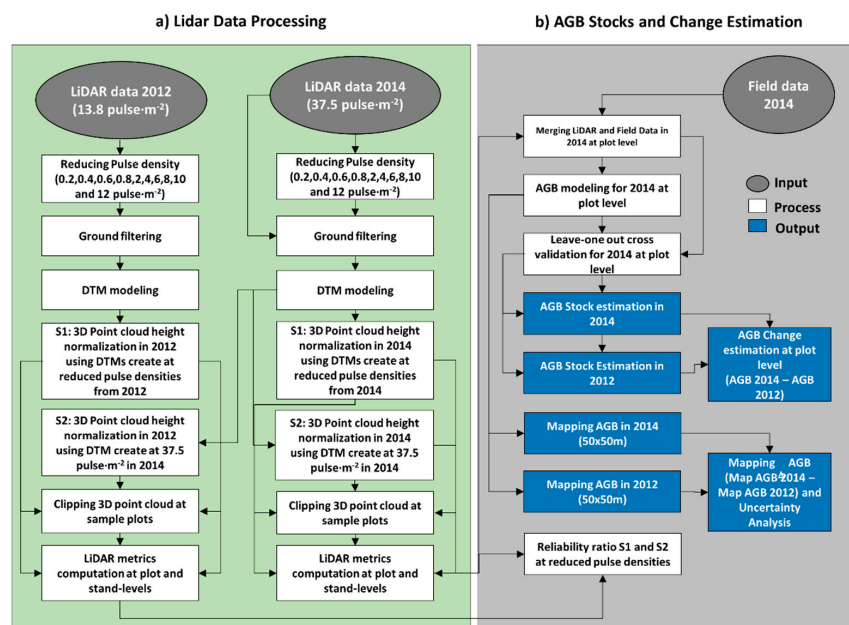 a) Lidar Data Processing
LiDAR data 2012
(13.8 pulse·m⁻²)
LiDAR data 2014
(37.5 pulse·m⁻²)
Reducing Pulse density
(0.2,0.4,0.6,0.8,2,4,6,8,10
and 12 pulse·m⁻²)
Reducing Pulse density
(0.2,0.4,0.6,0.8,2,4,6,8,10
and 12 pulse·m⁻²)
Ground filtering
Ground filtering
DTM modeling
DTM modeling
S1: 3D Point cloud height
normalization in 2012
using DTMs create at
reduced pulse densities
from 2012
S1: 3D Point cloud height
normalization in 2014
using DTMs create at
reduced pulse densities
from 2014
S2: 3D Point cloud height
normalization in 2012
using DTM create at 37.5
pulse·m⁻² in 2014
S2: 3D Point cloud height
normalization in 2014
using DTM create at 37.5
pulse·m⁻² in 2014
Clipping 3D point cloud at
sample plots
Clipping 3D point cloud at
sample plots
LiDAR metrics
computation at plot and
stand-levels
LiDAR metrics
computation at plot and
stand-levels
b) AGB Stocks and Change Estimation
Field data
2014
Merging LiDAR and Field Data in
2014 at plot level
AGB modeling for 2014 at
plot level
Leave-one out cross
validation for 2014 at plot
level
Input
Process
Output
AGB Stock estimation in
2014
AGB Stock Estimation in
2012
AGB Change
estimation at plot
level
(AGB 2014 – AGB
2012)
Mapping AGB in 2014
(50x50m)
Mapping AGB in 2012
(50x50m)
Mapping AGB
(Map AGB 2014 –
Map AGB 2012) and
Uncertainty
Analysis
Reliability ratio S1 and S2
at reduced pulse densities